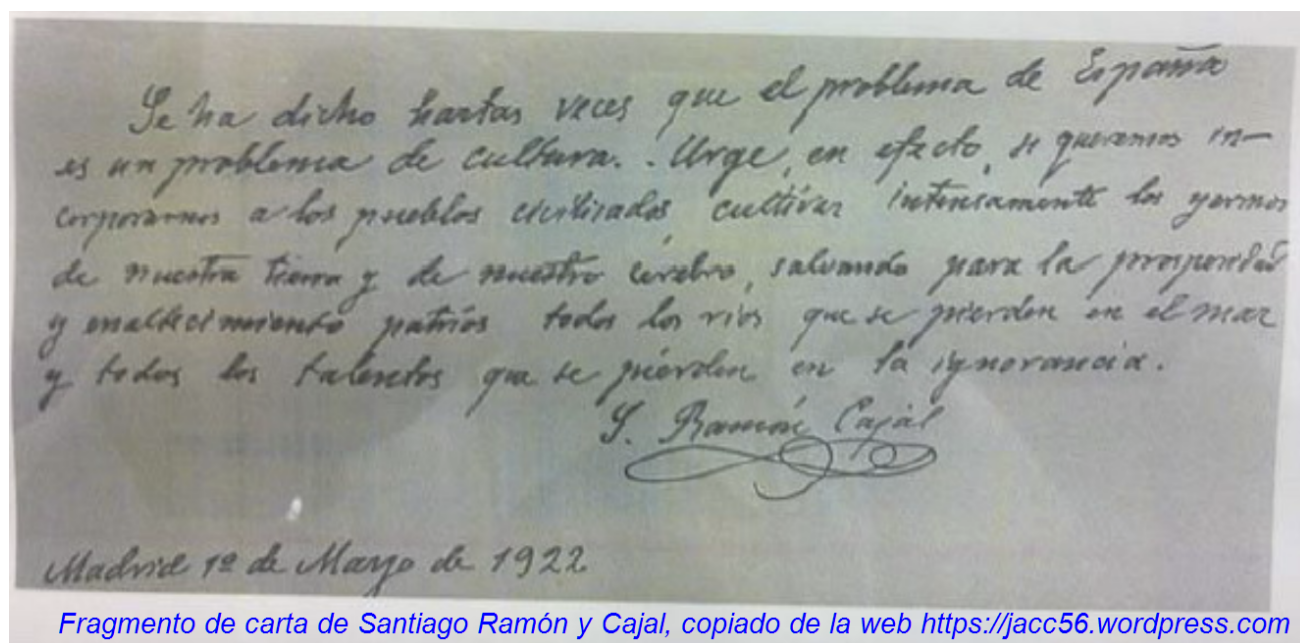 Se ha dicho hartas veces que el problema de España
es un problema de cultura. . Urge, en efecto, si queremos in-
corporarnos a los pueblos civilizados, cultivar intensamente los yermos
de nuestra tierra y de nuestro cerebro, salvando para la prosperidad
y enaltecimiento patrios todos los rios que se pierden en el mar
y todos los talentos que se pierden en la ignorancia.
S. Ramón Cajal
Madrid 1º de Marzo de 1922
Fragmento de carta de Santiago Ramón y Cajal, copiado de la web https://jacc56.wordpress.com